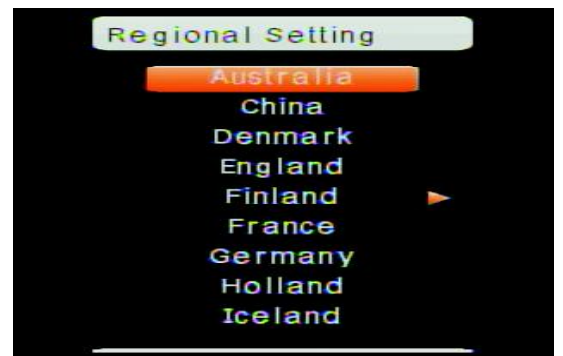 Regional Setting
Australia
China
Denmark
England
Finland
France
Germany
Holland
Iceland